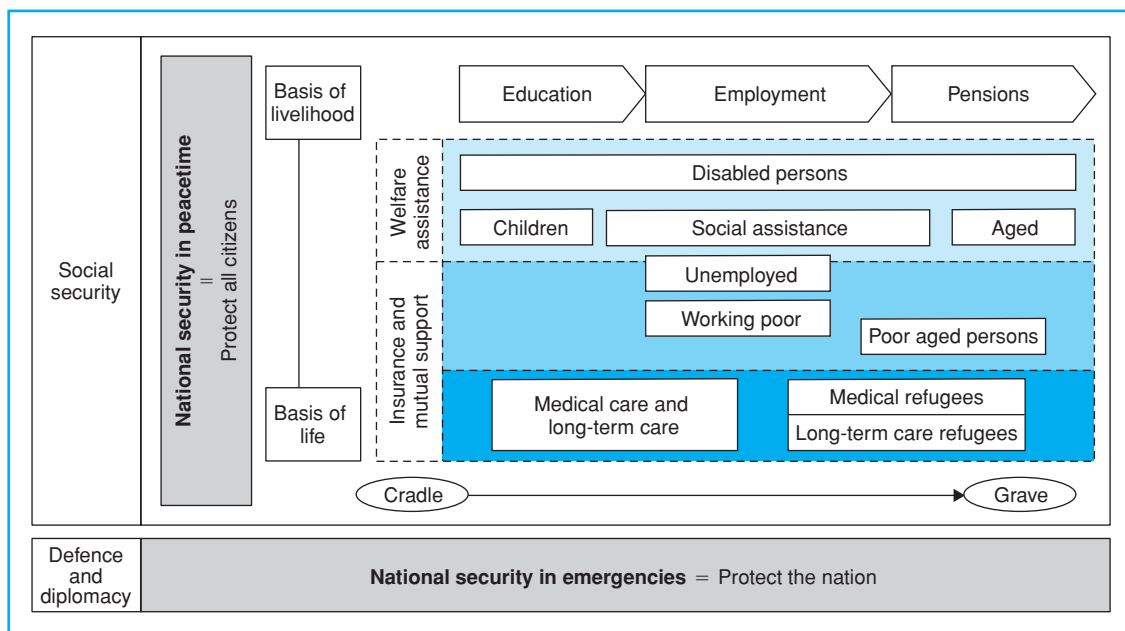 Social
security
National security in peacetime
=
Protect all citizens
Basis of
livelihood
Basis of
life
Education
Employment
Pensions
Welfare
assistance
Disabled persons
Children
Social assistance
Aged
Insurance and
mutual support
Unemployed
Working poor
Poor aged persons
Medical care and
long-term care
Medical refugees
Long-term care refugees
Cradle
Grave
Defence
and
diplomacy
National security in emergencies = Protect the nation